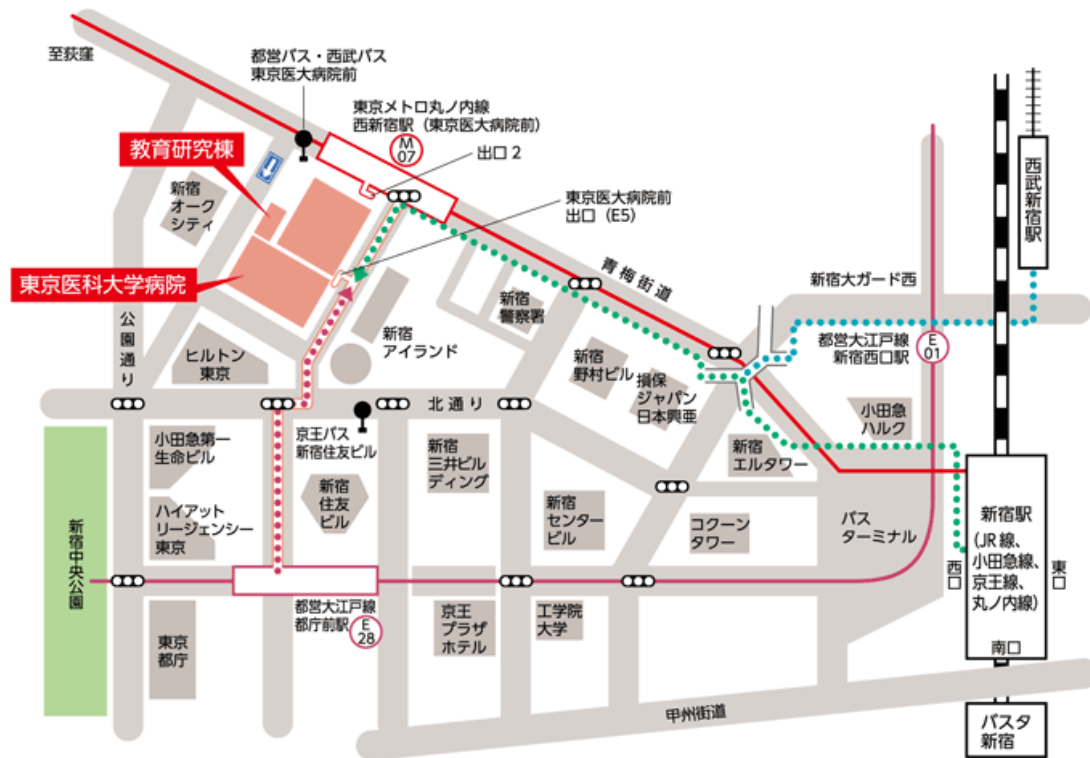 至荻窪
都営バス・西武バス
東京医大病院前
東京メトロ丸ノ内線
西新宿駅（東京医大病院前）
M
07
出口 2
教育研究棟
新宿
オーク
シティ
東京医大病院前
出口（E5）
西武新宿駅
東京医科大学病院
青梅街道
新宿大ガード西
新宿
警察署
公園通り
新宿
アイランド
都営大江戸線
新宿西口駅
E
01
ヒルトン
東京
新宿
野村ビル
損保
ジャパン
日本興亜
北通り
小田急
ハルク
小田急第一
生命ビル
京王バス
新宿住友ビル
新宿
三井ビル
ディング
新宿
エルタワー
新宿
住友
ビル
ハイアット
リージェンシー
東京
新宿
センター
ビル
コクーン
タワー
バス
ターミナル
新宿駅
(JR 線、
小田急線、
京王線、
丸ノ内線)
西口
東口
南口
新宿中央公園
都営大江戸線
都庁前駅
E
28
東京
都庁
京王
プラザ
ホテル
工学院
大学
甲州街道
バスタ
新宿